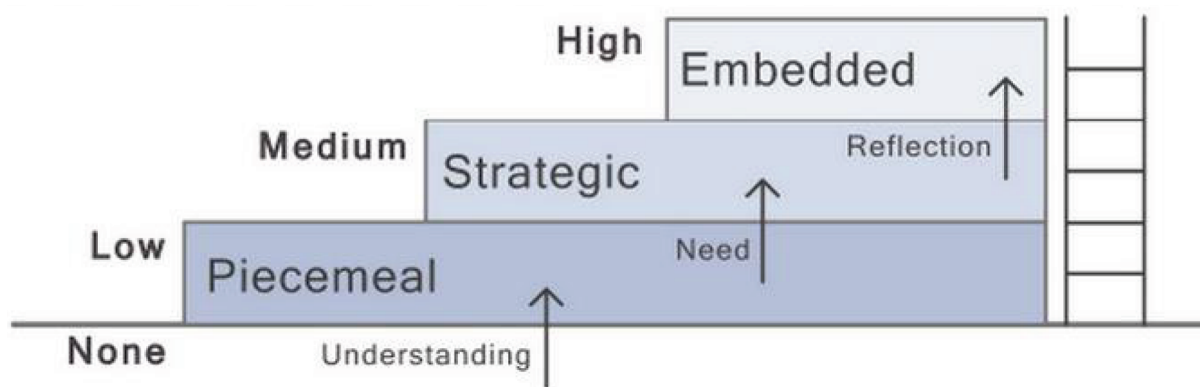 High
Embedded
Medium
Reflection
Strategic
Low
Need
Piecemeal
None
Understanding